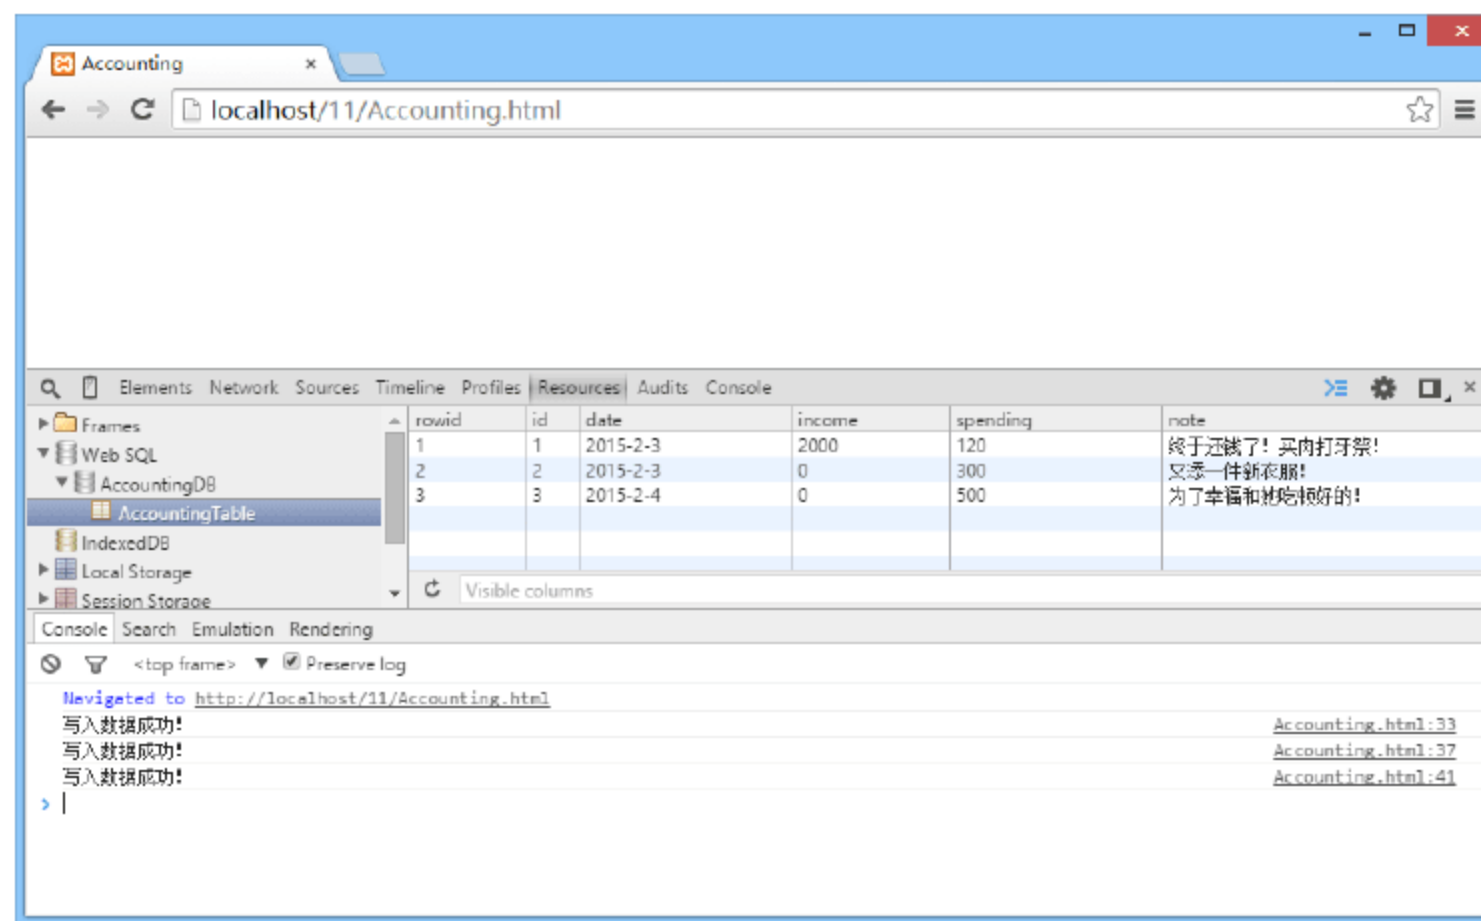 Accounting
localhost/11/Accounting.html
Elements Network Sources Timeline Profiles Resources Audits Console
Frames
Web SQL
AccountingDB
AccountingTable
IndexedDB
Local Storage
Session Storage
rowid id date income spending note
1 1 2015-2-3 2000 120 终于还钱了！买肉打牙祭！
2 2 2015-2-3 0 300 又添一件新衣服！
3 3 2015-2-4 0 500 为了幸福和她吃顿好的！
Visible columns
Console Search Emulation Rendering
<top frame> ▼ Preserve log
Navigated to http://localhost/11/Accounting.html
写入数据成功! Accounting.html:33
写入数据成功! Accounting.html:37
写入数据成功! Accounting.html:41